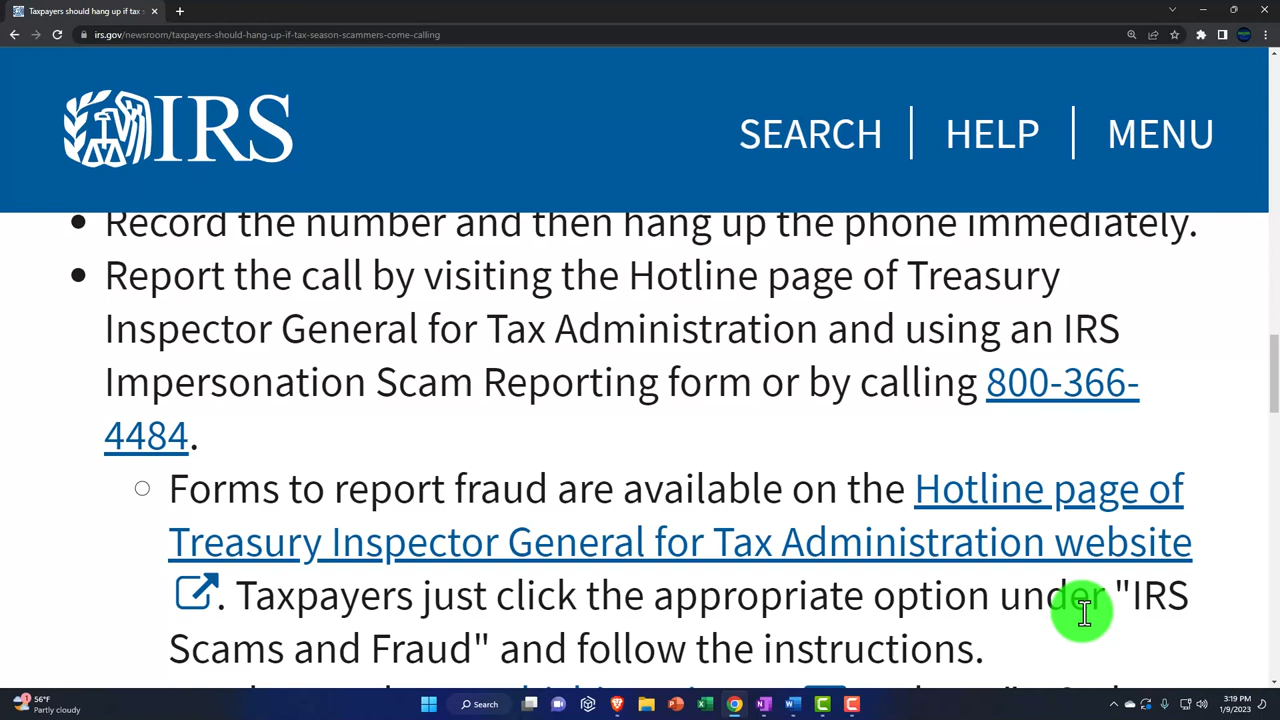 Taxpayers should hang up if tax s
irs.gov/newsroom/taxpayers-should-hang-up-if-tax-season-scammers-come-calling
IRS
SEARCH
HELP
MENU
Record the number and then hang up the phone immediately.
Report the call by visiting the Hotline page of Treasury
Inspector General for Tax Administration and using an IRS
Impersonation Scam Reporting form or by calling 800-366-
4484.
Forms to report fraud are available on the Hotline page of
Treasury Inspector General for Tax Administration website
. Taxpayers just click the appropriate option under "IRS
Scams and Fraud" and follow the instructions.
1
56°F
Partly cloudy
Search
3:19 PM
1/9/2023